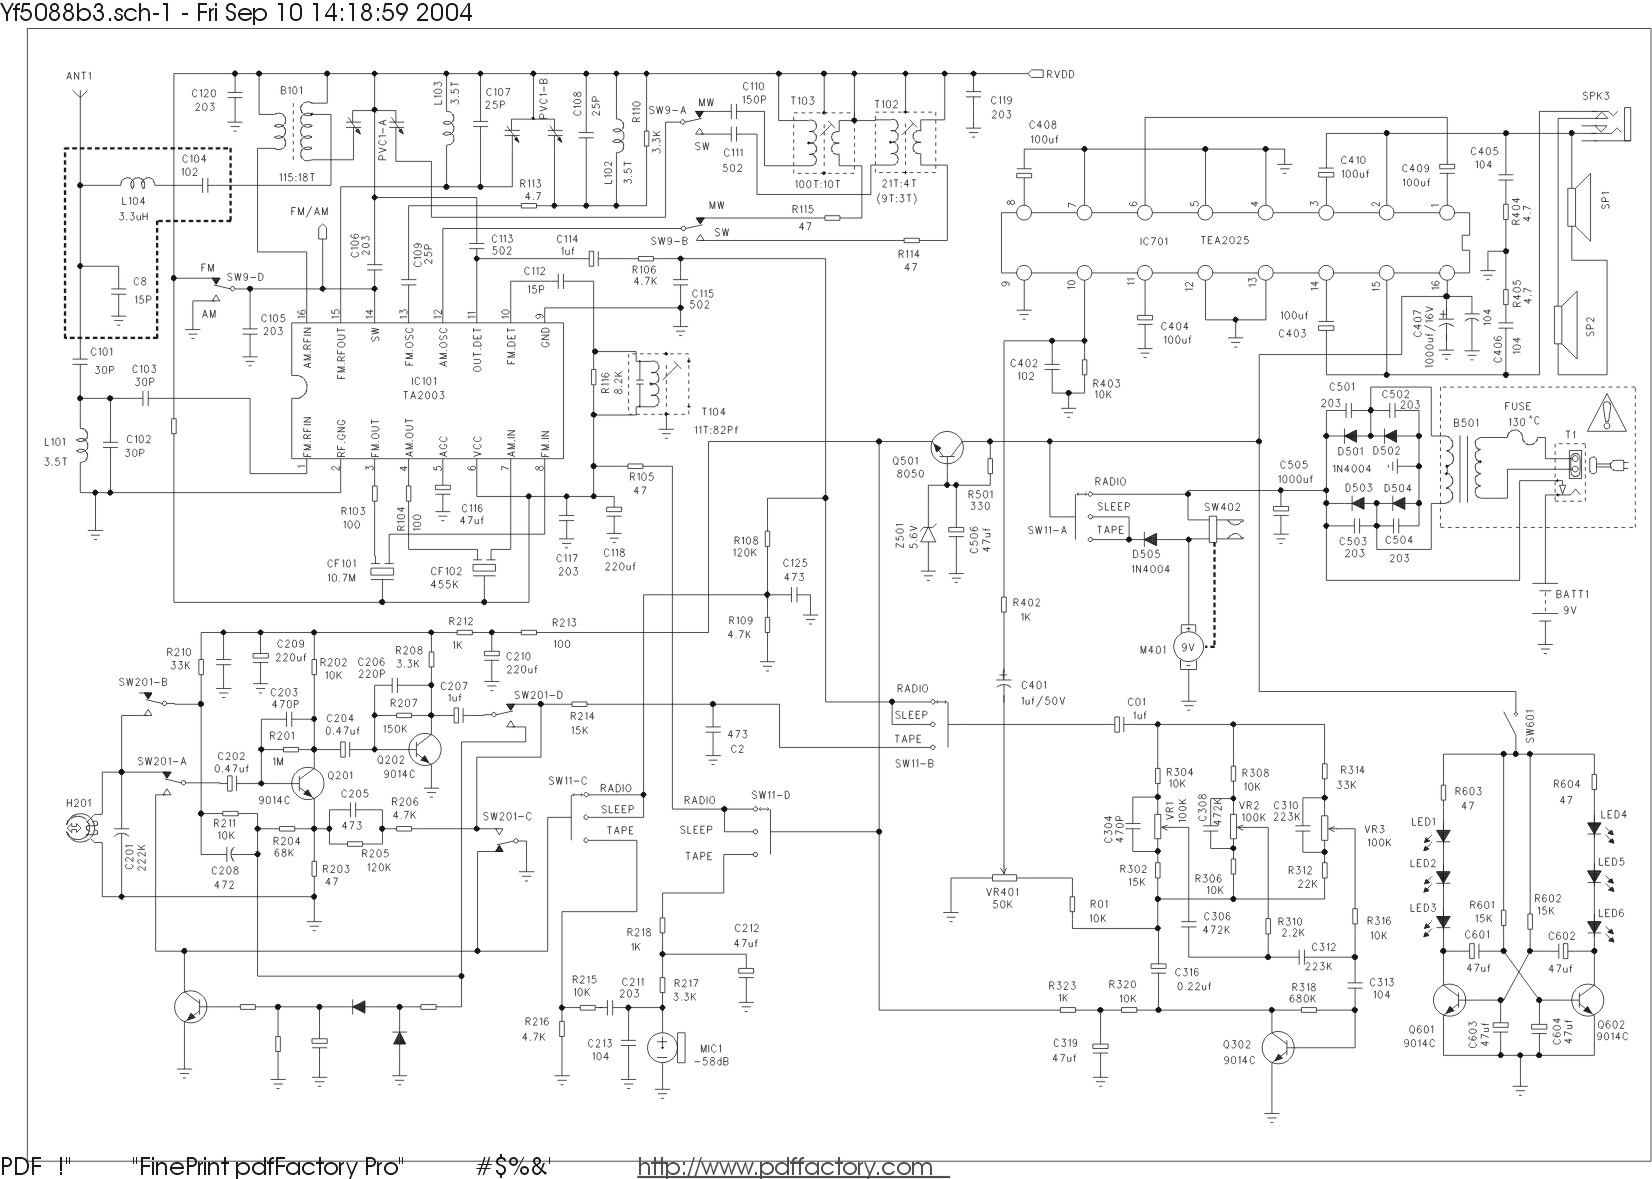 Yf5088b3.sch-1 - Fri Sep 10 14:18:59 2004
ANT1
C120
203
B101
115:18T
PVC1-A
L103
3.5T
C107
25P
PVC1-B
C108
25P
L102
3.5T
R110
3.3K
SW9-A
MW
SW
C110
150P
C111
502
T103
100T:10T
T102
21T:4T
(9T:3T)
C119
203
RVDD
C104
102
L104
3.3uH
C8
15P
FM/AM
R113
4.7
R115
47
MW
SW
SW9-B
R114
47
C106
203
C109
25P
C113
502
C114
1uf
C112
15P
R106
4.7K
C115
502
FM
SW9-D
AM
C105
203
16
15
14
13
12
11
10
9
AM.RFIN
FM.RFOUT
SW
FM.OSC
AM.OSC
OUT.DET
FM.DET
GND
IC101
TA2003
FM.RFIN
RF.GNG
FM.OUT
AM.OUT
AGC
VCC
AM.IN
FM.IN
1
2
3
4
5
6
7
8
C101
30P
C103
30P
L101
3.5T
C102
30P
R116
8.2K
T104
11T:82Pf
R105
47
R103
100
R104
100
C116
47uf
C117
203
C118
220uf
CF101
10.7M
CF102
455K
C408
100uf
C410
100uf
C409
100uf
C405
104
SPK3
SP1
SP2
8
7
6
5
4
3
2
1
IC701
TEA2025
9
10
11
12
13
14
15
16
R404
4.7
R405
4.7
C404
100uf
100uf
C403
C407
1000uf/16V
104
C406
104
C402
102
R403
10K
Q501
8050
R501
330
Z501
5.6V
C506
47uf
SW11-A
RADIO
SLEEP
TAPE
D505
1N4004
SW402
C505
1000uf
C501
203
C502
203
D501
D502
1N4004
D503
D504
C503
203
C504
203
B501
FUSE
130°C
T1
BATT1
9V
M401
9V
R108
120K
C125
473
R109
4.7K
R402
1K
C401
1uf/50V
R210
33K
C209
220uf
R202
10K
C206
220P
R208
3.3K
R212
1K
R213
100
C210
220uf
SW201-B
C203
470P
C204
0.47uf
R201
1M
R207
150K
C207
1uf
SW201-D
R214
15K
473
C2
Q202
9014C
SW201-A
C202
0.47uf
Q201
9014C
H201
C201
222K
R211
10K
C208
472
R204
68K
C205
473
R206
4.7K
R205
120K
R203
47
SW201-C
SW11-C
RADIO
SLEEP
TAPE
RADIO
SW11-D
SLEEP
TAPE
RADIO
SLEEP
TAPE
SW11-B
R218
1K
C212
47uf
R215
10K
C211
203
R217
3.3K
R216
4.7K
C213
104
MIC1
-58dB
C01
1uf
R304
10K
C304
470P
VR1
100K
R302
15K
R308
10K
C308
472K
VR2
100K
R306
10K
R314
33K
C310
223K
VR3
100K
R312
22K
VR401
50K
R01
10K
C306
472K
R310
2.2K
C312
223K
R316
10K
C316
0.22uf
C313
104
R323
1K
R320
10K
R318
680K
C319
47uf
Q302
9014C
SW601
R603
47
R604
47
LED1
LED2
LED3
LED4
LED5
LED6
R601
15K
R602
15K
C601
47uf
C602
47uf
Q601
9014C
C603
47uf
C604
47uf
Q602
9014C
PDF !" "FinePrint pdfFactory Pro" #$%&' http://www.pdffactory.com